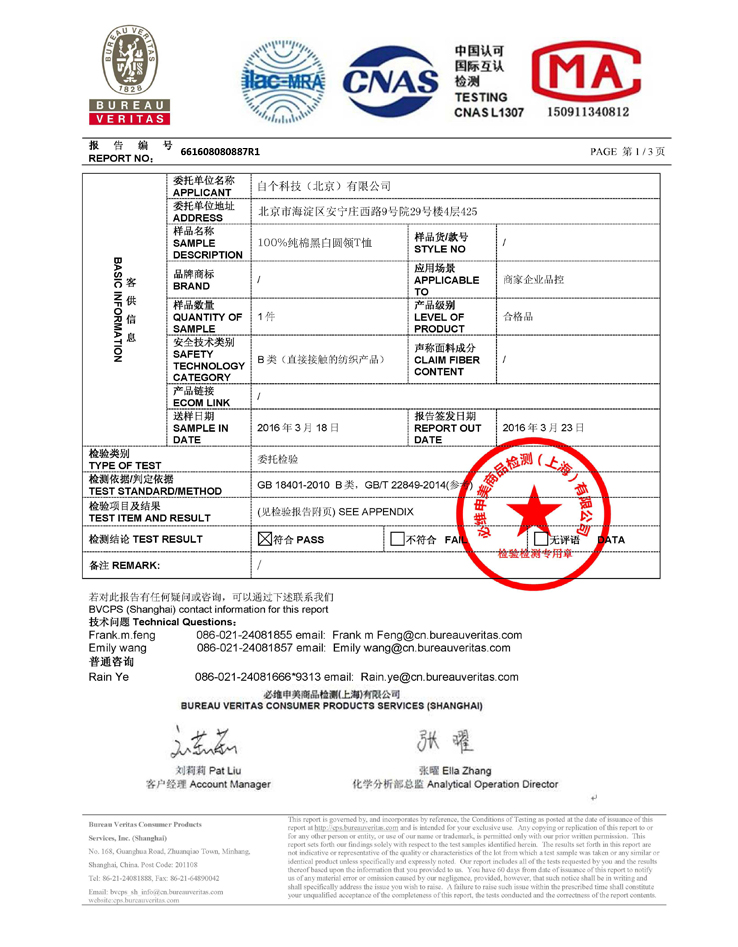 BUREAU VERITAS
1828
BUREAU
VERITAS
ilac-MRA
CNAS
中国认可
国际互认
检测
TESTING
CNAS L1307
MA
150911340812
报 告 编 号
REPORT NO: 661608080887R1
PAGE 第 1 / 3 页
客供信息
BASIC INFORMATION
委托单位名称
APPLICANT
自个科技（北京）有限公司
委托单位地址
ADDRESS
北京市海淀区安宁庄西路9号院29号楼4层425
样品名称
SAMPLE
DESCRIPTION
100%纯棉黑白圆领T恤
样品货/款号
STYLE NO
/
品牌商标
BRAND
/
应用场景
APPLICABLE
TO
商家企业品控
样品数量
QUANTITY OF
SAMPLE
1 件
产品级别
LEVEL OF
PRODUCT
合格品
安全技术类别
SAFETY
TECHNOLOGY
CATEGORY
B 类（直接接触的纺织产品）
声称面料成分
CLAIM FIBER
CONTENT
/
产品链接
ECOM LINK
/
送样日期
SAMPLE IN
DATE
2016 年 3 月 18 日
报告签发日期
REPORT OUT
DATE
2016 年 3 月 23 日
检验类别
TYPE OF TEST
委托检验
检测依据/判定依据
TEST STANDARD/METHOD
GB 18401-2010 B 类，GB/T 22849-2014(参考)
检验项目及结果
TEST ITEM AND RESULT
(见检验报告附页) SEE APPENDIX
检测结论 TEST RESULT
符合 PASS
不符合 FAIL
无评语 DATA
备注 REMARK:
/
必维申美商品检测（上海）有限公司
检验检测专用章
若对此报告有任何疑问或咨询，可以通过下述联系我们
BVCPS (Shanghai) contact information for this report
技术问题 Technical Questions:
Frank.m.feng 086-021-24081855 email: Frank m Feng@cn.bureauveritas.com
Emily wang 086-021-24081857 email: Emily wang@cn.bureauveritas.com
普通咨询
Rain Ye 086-021-24081666*9313 email: Rain.ye@cn.bureauveritas.com
必维申美商品检测(上海)有限公司
BUREAU VERITAS CONSUMER PRODUCTS SERVICES (SHANGHAI)
张 曜
刘莉莉 Pat Liu
客户经理 Account Manager
张曜 Ella Zhang
化学分析部总监 Analytical Operation Director
Bureau Veritas Consumer Products
Services, Inc. (Shanghai)
No. 168, Guanghua Road, Zhuanqiao Town, Minhang,
Shanghai, China. Post Code: 201108
Tel: 86-21-24081888, Fax: 86-21-64890042
Email: bvcps_sh_info@cn.bureauveritas.com
website:cps.bureauveritas.com
This report is governed by, and incorporates by reference, the Conditions of Testing as posted at the date of issuance of this
report at http://cps.bureauveritas.com and is intended for your exclusive use. Any copying or replication of this report to or
for any other person or entity, or use of our name or trademark, is permitted only with our prior written permission. This
report sets forth our findings solely with respect to the test samples identified herein. The results set forth in this report are
not indicative or representative of the quality or characteristics of the lot from which a test sample was taken or any similar or
identical product unless specifically and expressly noted. Our report includes all of the tests requested by you and the results
thereof based upon the information that you provided to us. You have 60 days from date of issuance of this report to notify
us of any material error or omission caused by our negligence, provided, however, that such notice shall be in writing and
shall specifically address the issue you wish to raise. A failure to raise such issue within the prescribed time shall constitute
your unqualified acceptance of the completeness of this report, the tests conducted and the correctness of the report contents.